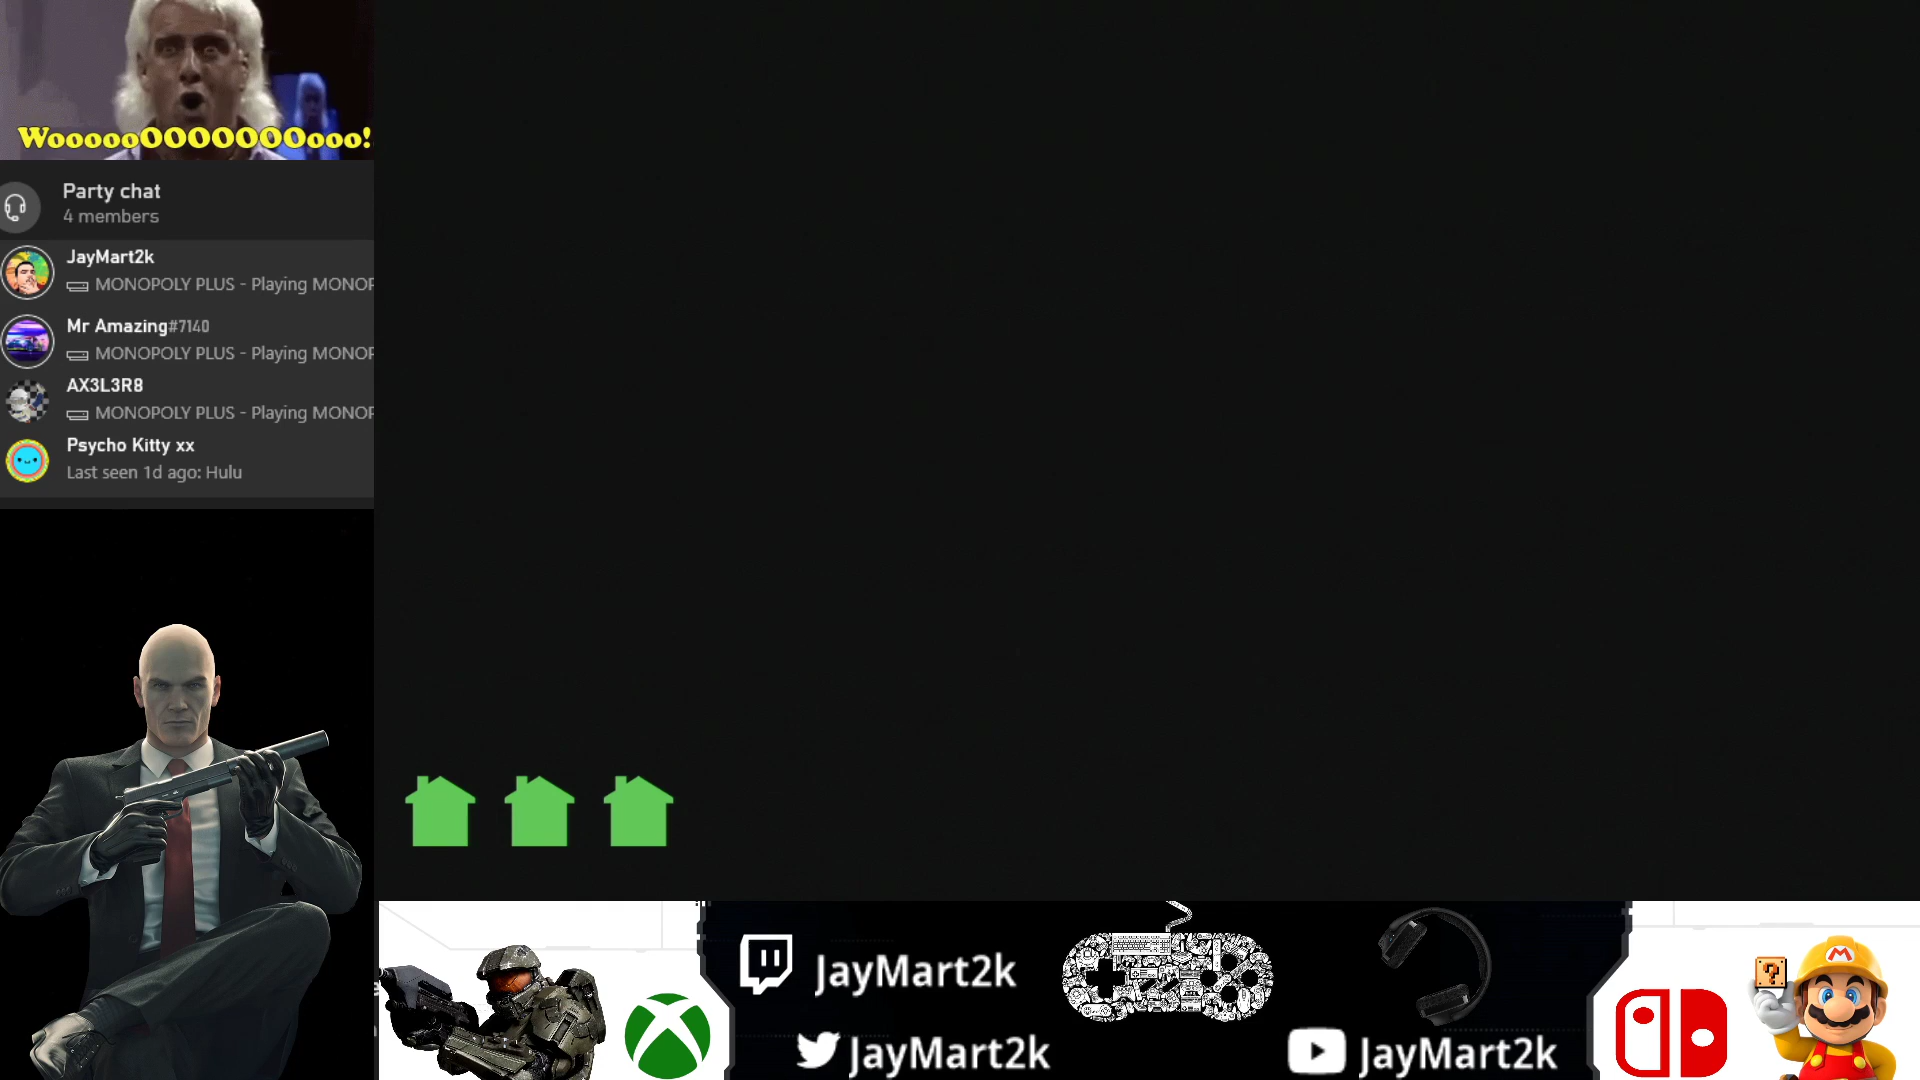 WoooooOOOOOOOooo!
Party chat
4 members
JayMart2k
MONOPOLY PLUS - Playing MONOP
Mr Amazing#7140
MONOPOLY PLUS - Playing MONOP
AX3L3R8
MONOPOLY PLUS - Playing MONOP
Psycho Kitty xx
Last seen 1d ago: Hulu
JayMart2k
JayMart2k
JayMart2k
M
?